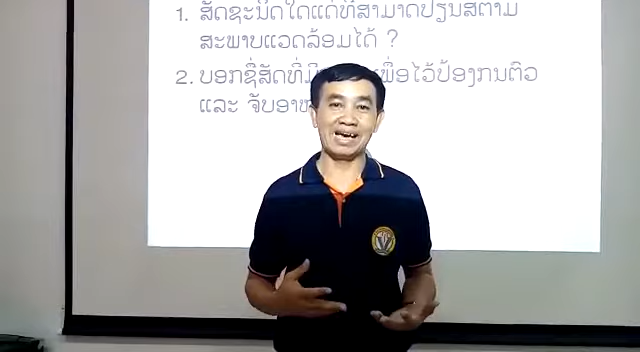 1. ສັດຊະນິດໃດແດ່ທີ່ສາມາດປ່ຽນສີຕາມ
ສະພາບແວດລ້ອມໄດ້ ?
2. ບອກຊື່ສັດທີ່ເພື່ອໄວ້ປ້ອງກນຕົວ
ແລະ ຈັບອາຫ